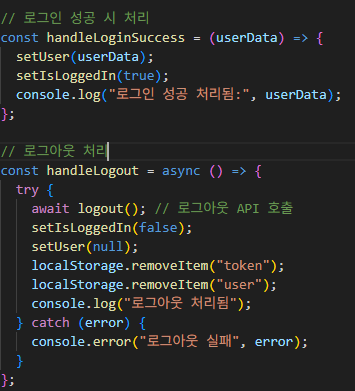 // 로그인 성공 시 처리
const handleLoginSuccess = (userData) => {
  setUser(userData);
  setIsLoggedIn(true);
  console.log("로그인 성공 처리됨:", userData);
};

// 로그아웃 처리
const handleLogout = async () => {
  try {
    await logout(); // 로그아웃 API 호출
    setIsLoggedIn(false);
    setUser(null);
    localStorage.removeItem("token");
    localStorage.removeItem("user");
    console.log("로그아웃 처리됨");
  } catch (error) {
    console.error("로그아웃 실패", error);
  }
};